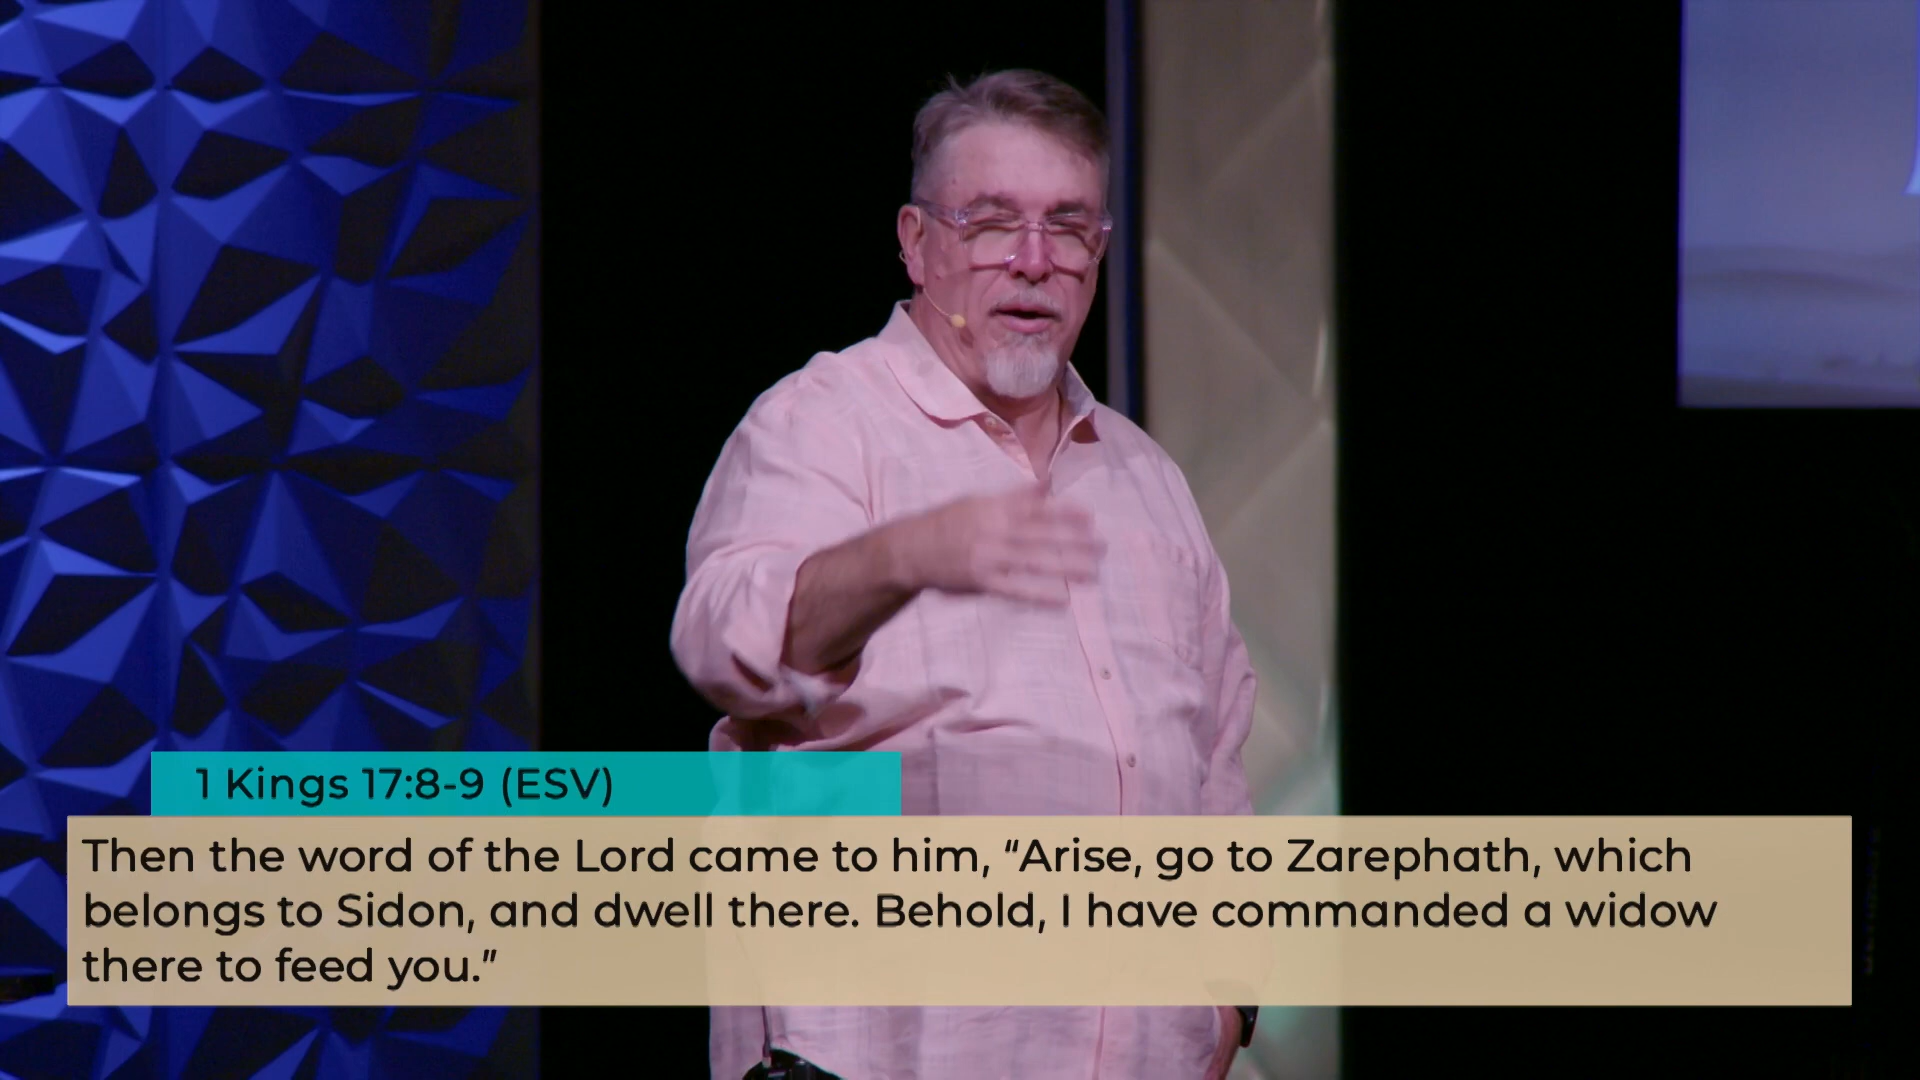 1 Kings 17:8-9 (ESV)
Then the word of the Lord came to him, “Arise, go to Zarephath, which
belongs to Sidon, and dwell there. Behold, I have commanded a widow
there to feed you.”